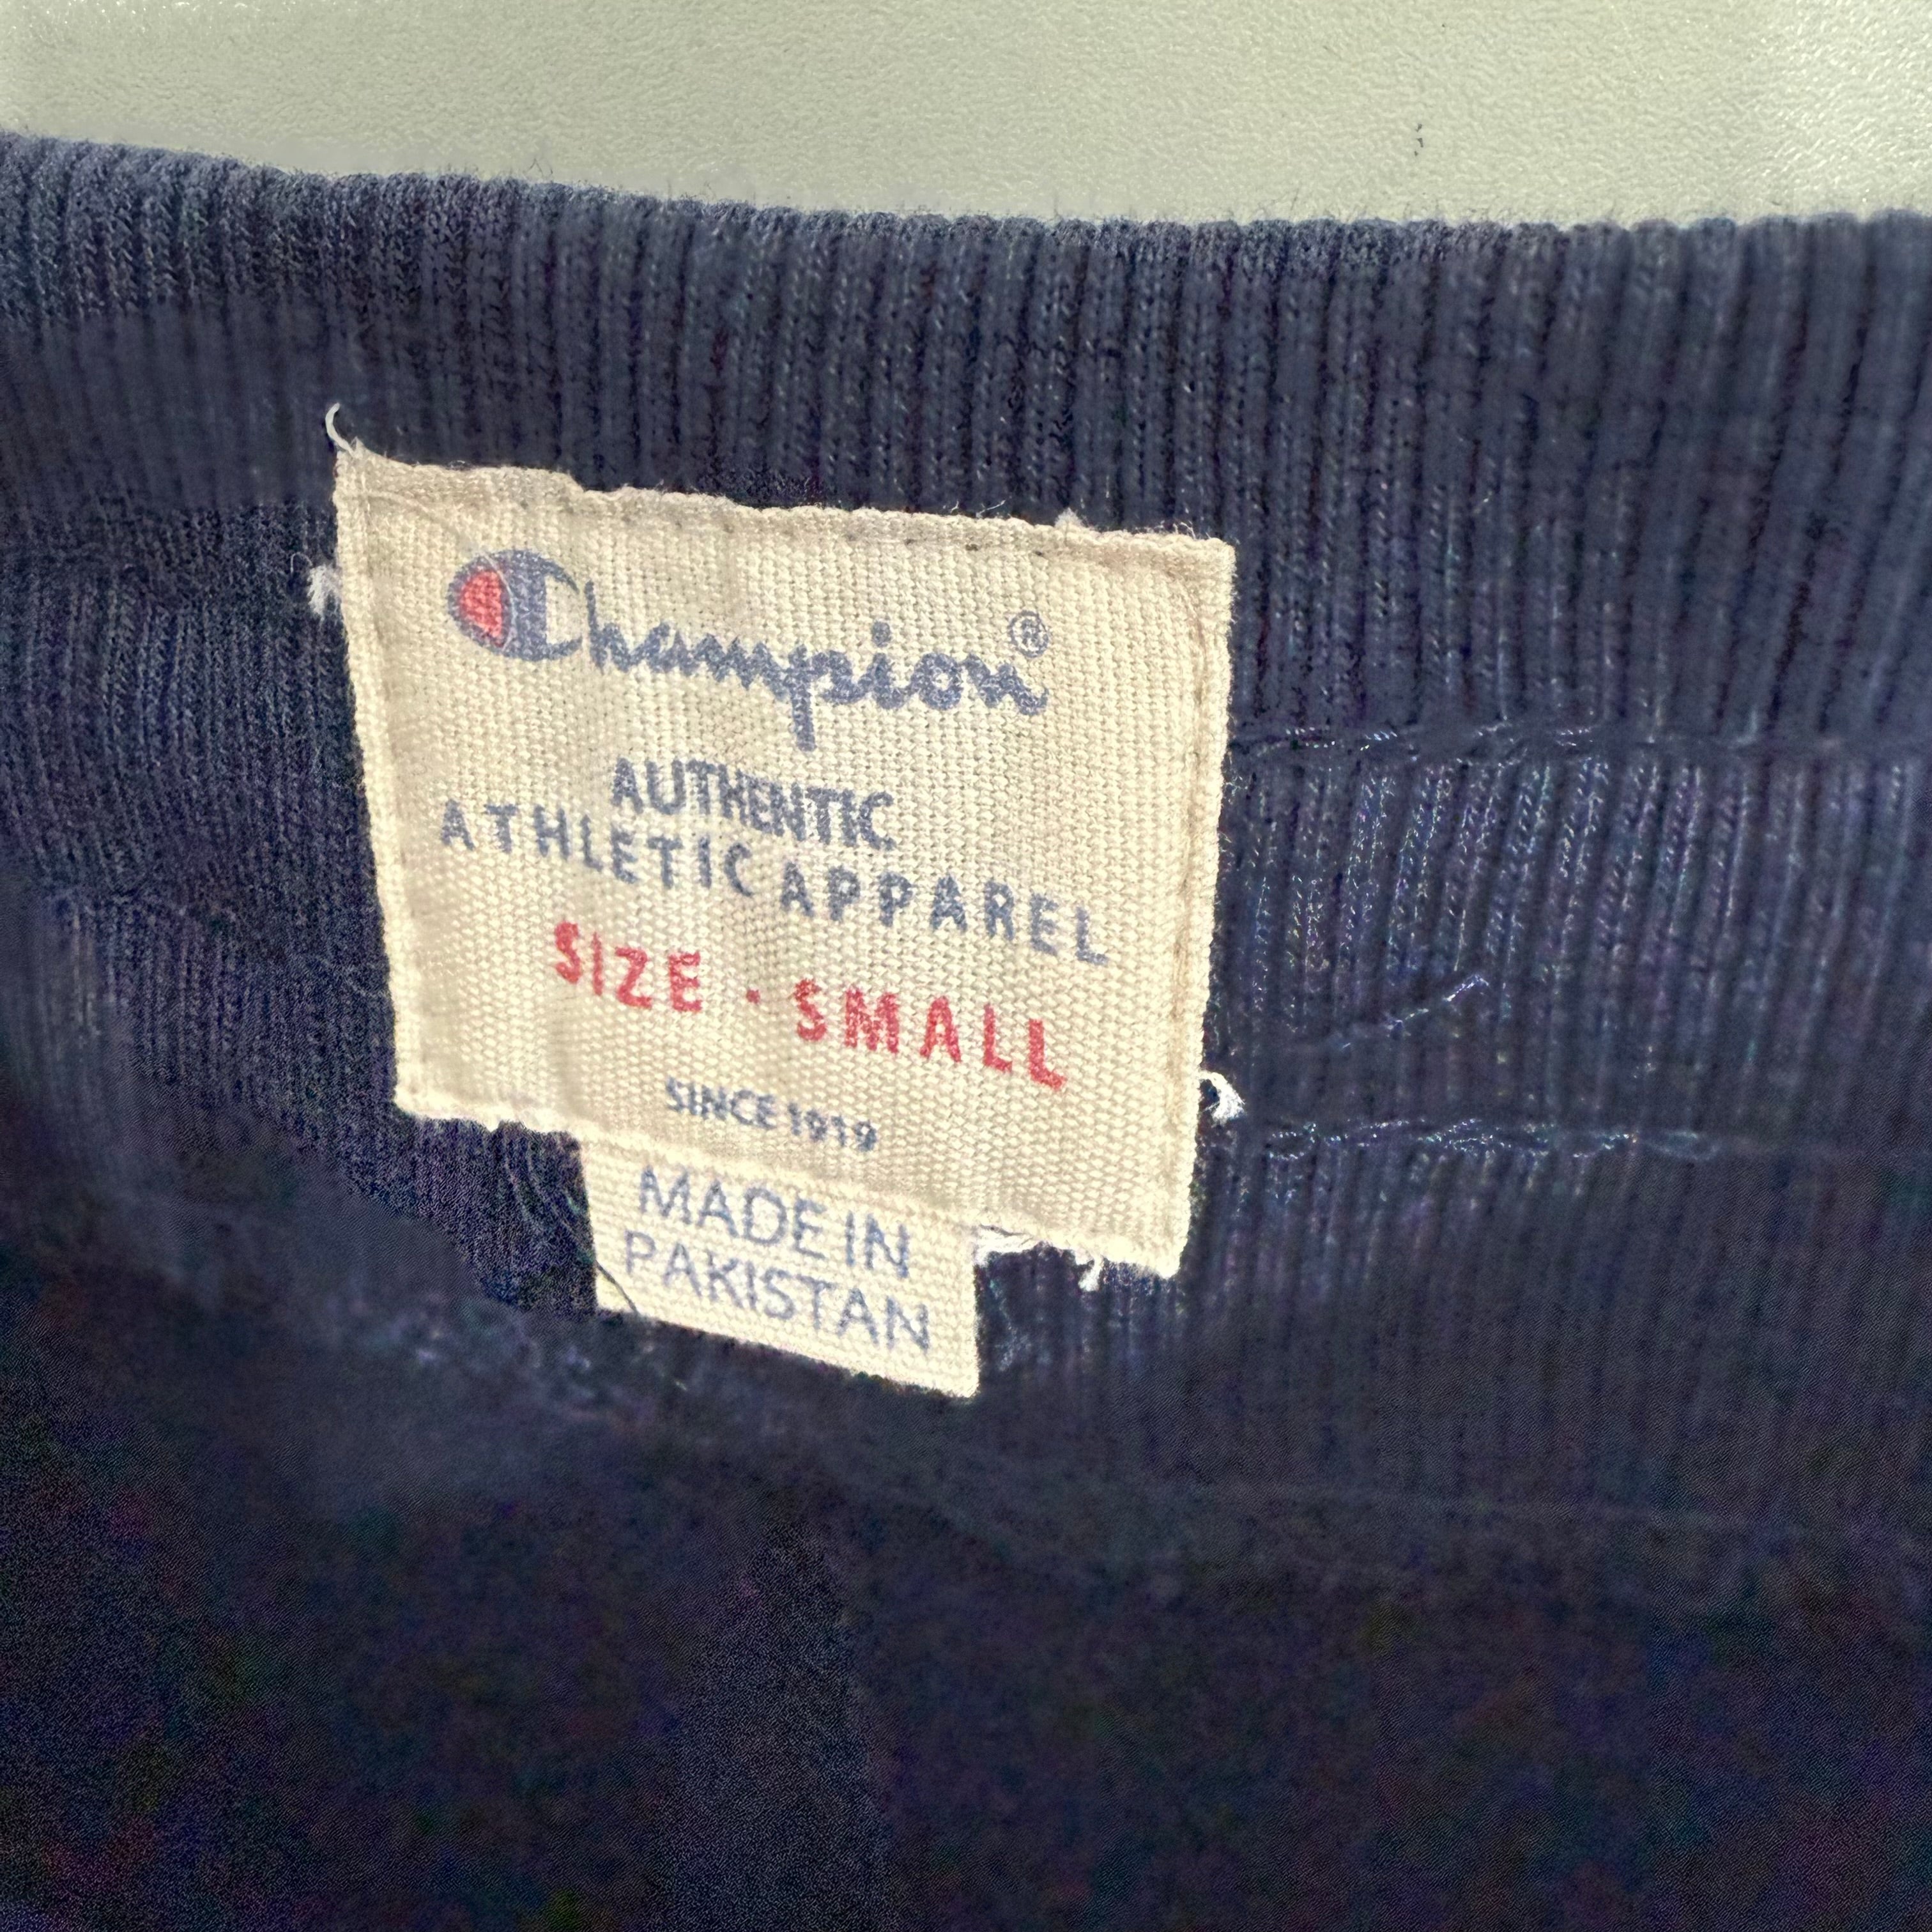 Champion®
AUTHENTIC
ATHLETIC APPAREL
SIZE · SMALL
SINCE 1919
MADE IN
PAKISTAN